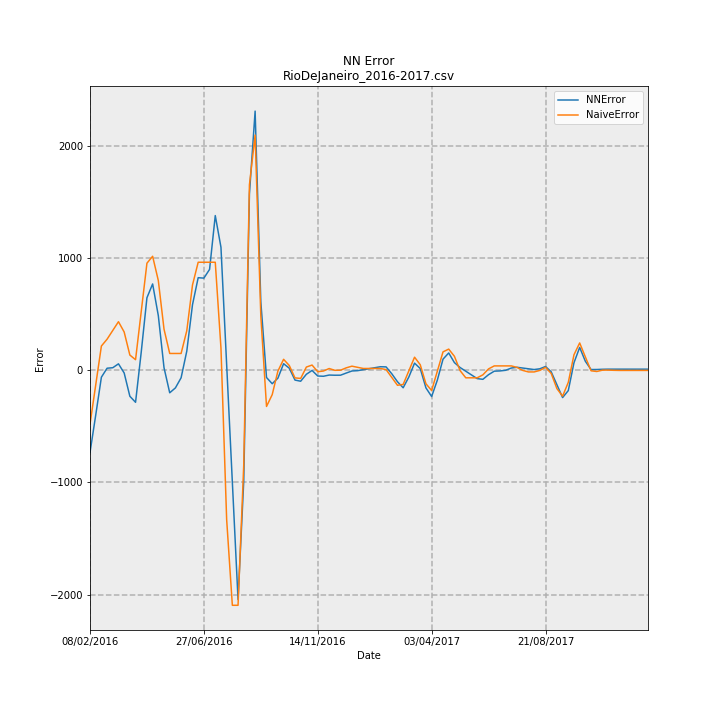 NN Error
RioDeJaneiro_2016-2017.csv
NNError
NaiveError
2000
1000
0
−1000
−2000
Error
08/02/2016
27/06/2016
14/11/2016
03/04/2017
21/08/2017
Date